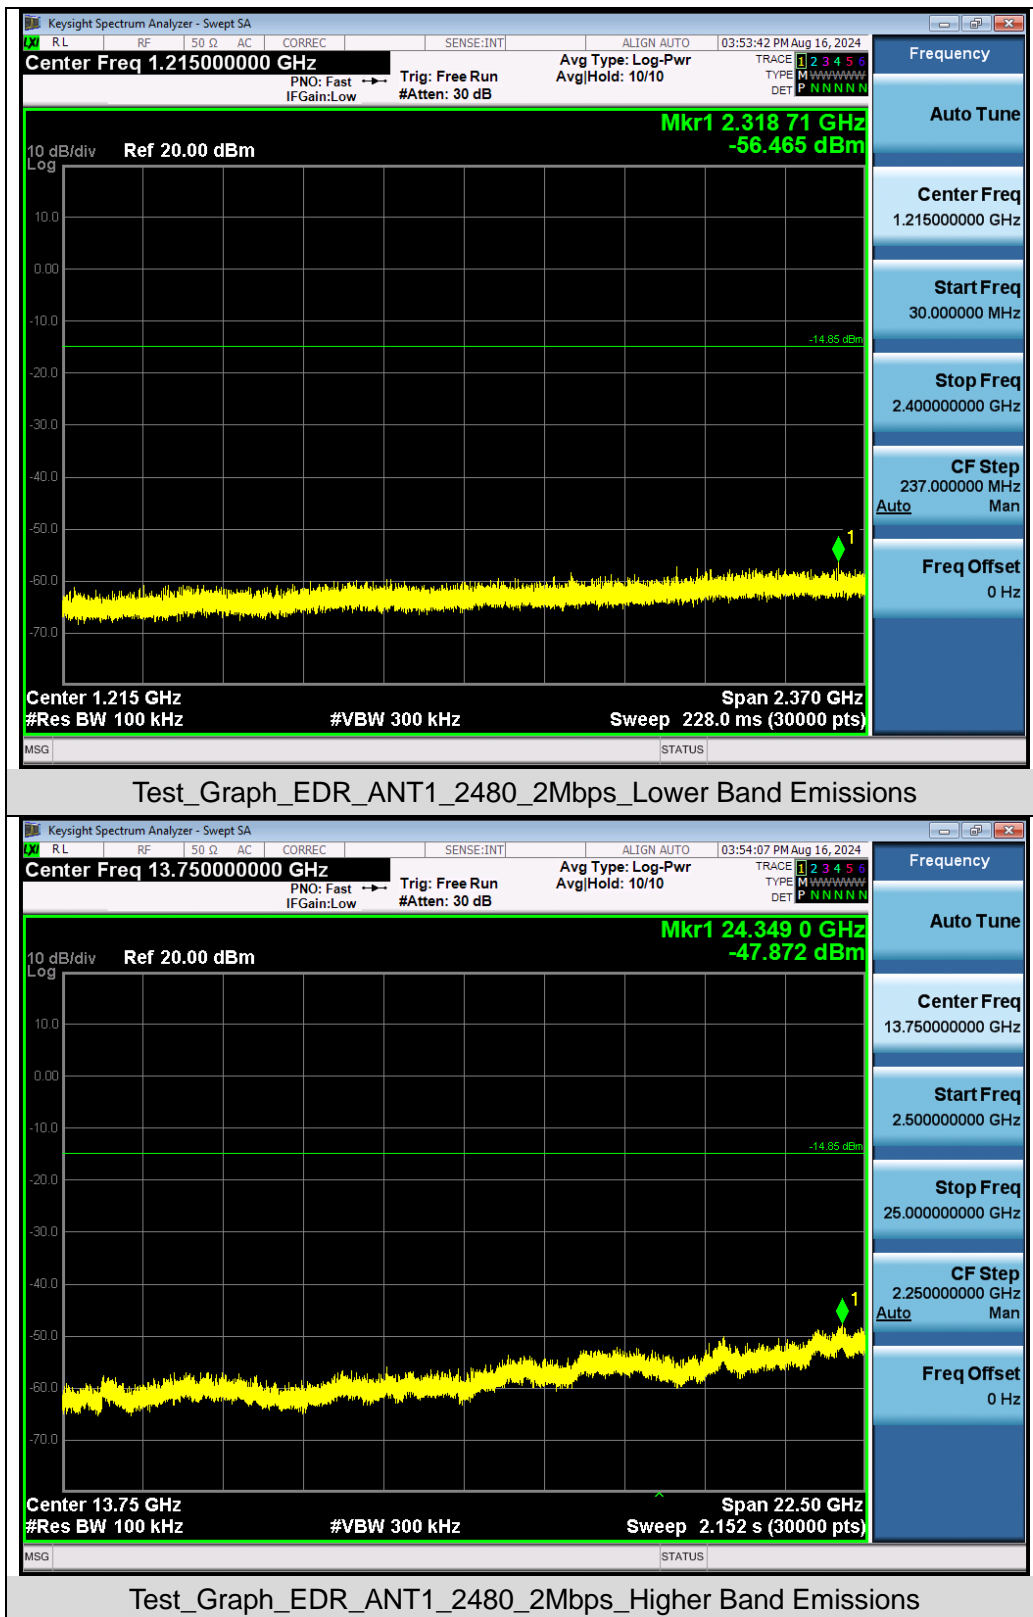 Keysight Spectrum Analyzer - Swept SA
LXI RL RF 50 Ω AC CORREC SENSE:INT ALIGN AUTO 03:53:42 PM Aug 16, 2024
Center Freq 1.215000000 GHz
PNO: Fast
IFGain:Low
Trig: Free Run
#Atten: 30 dB
Avg Type: Log-Pwr
Avg|Hold: 10/10
TRACE 1 2 3 4 5 6
TYPE M WWWWW
DET P N N N N N
Frequency
Auto Tune
Center Freq
1.215000000 GHz
Start Freq
30.000000 MHz
Stop Freq
2.400000000 GHz
CF Step
237.000000 MHz
Auto Man
Freq Offset
0 Hz
Mkr1 2.318 71 GHz
-56.465 dBm
10 dB/div Ref 20.00 dBm
Log
10.0
0.00
-10.0
-14.85 dBm
-20.0
-30.0
-40.0
-50.0
1
-60.0
-70.0
Center 1.215 GHz Span 2.370 GHz
#Res BW 100 kHz #VBW 300 kHz Sweep 228.0 ms (30000 pts)
MSG STATUS
Test_Graph_EDR_ANT1_2480_2Mbps_Lower Band Emissions
Keysight Spectrum Analyzer - Swept SA
LXI RL RF 50 Ω AC CORREC SENSE:INT ALIGN AUTO 03:54:07 PM Aug 16, 2024
Center Freq 13.750000000 GHz
PNO: Fast
IFGain:Low
Trig: Free Run
#Atten: 30 dB
Avg Type: Log-Pwr
Avg|Hold: 10/10
TRACE 1 2 3 4 5 6
TYPE M WWWWW
DET P N N N N N
Frequency
Auto Tune
Center Freq
13.750000000 GHz
Start Freq
2.500000000 GHz
Stop Freq
25.000000000 GHz
CF Step
2.250000000 GHz
Auto Man
Freq Offset
0 Hz
Mkr1 24.349 0 GHz
-47.872 dBm
10 dB/div Ref 20.00 dBm
Log
10.0
0.00
-10.0
-14.85 dBm
-20.0
-30.0
-40.0
1
-50.0
-60.0
-70.0
Center 13.75 GHz Span 22.50 GHz
#Res BW 100 kHz #VBW 300 kHz Sweep 2.152 s (30000 pts)
MSG STATUS
Test_Graph_EDR_ANT1_2480_2Mbps_Higher Band Emissions